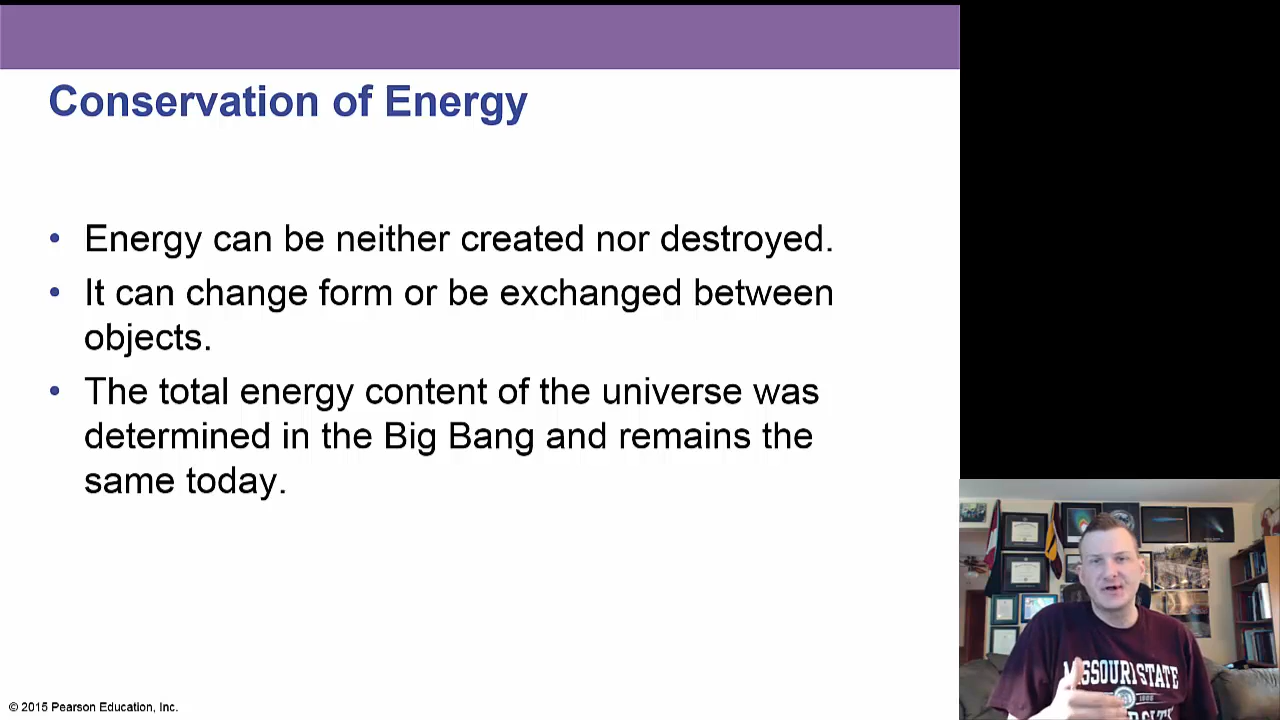 Conservation of Energy
• Energy can be neither created nor destroyed.
• It can change form or be exchanged between
objects.
• The total energy content of the universe was
determined in the Big Bang and remains the
same today.
MISSOURI STATE
© 2015 Pearson Education, Inc.